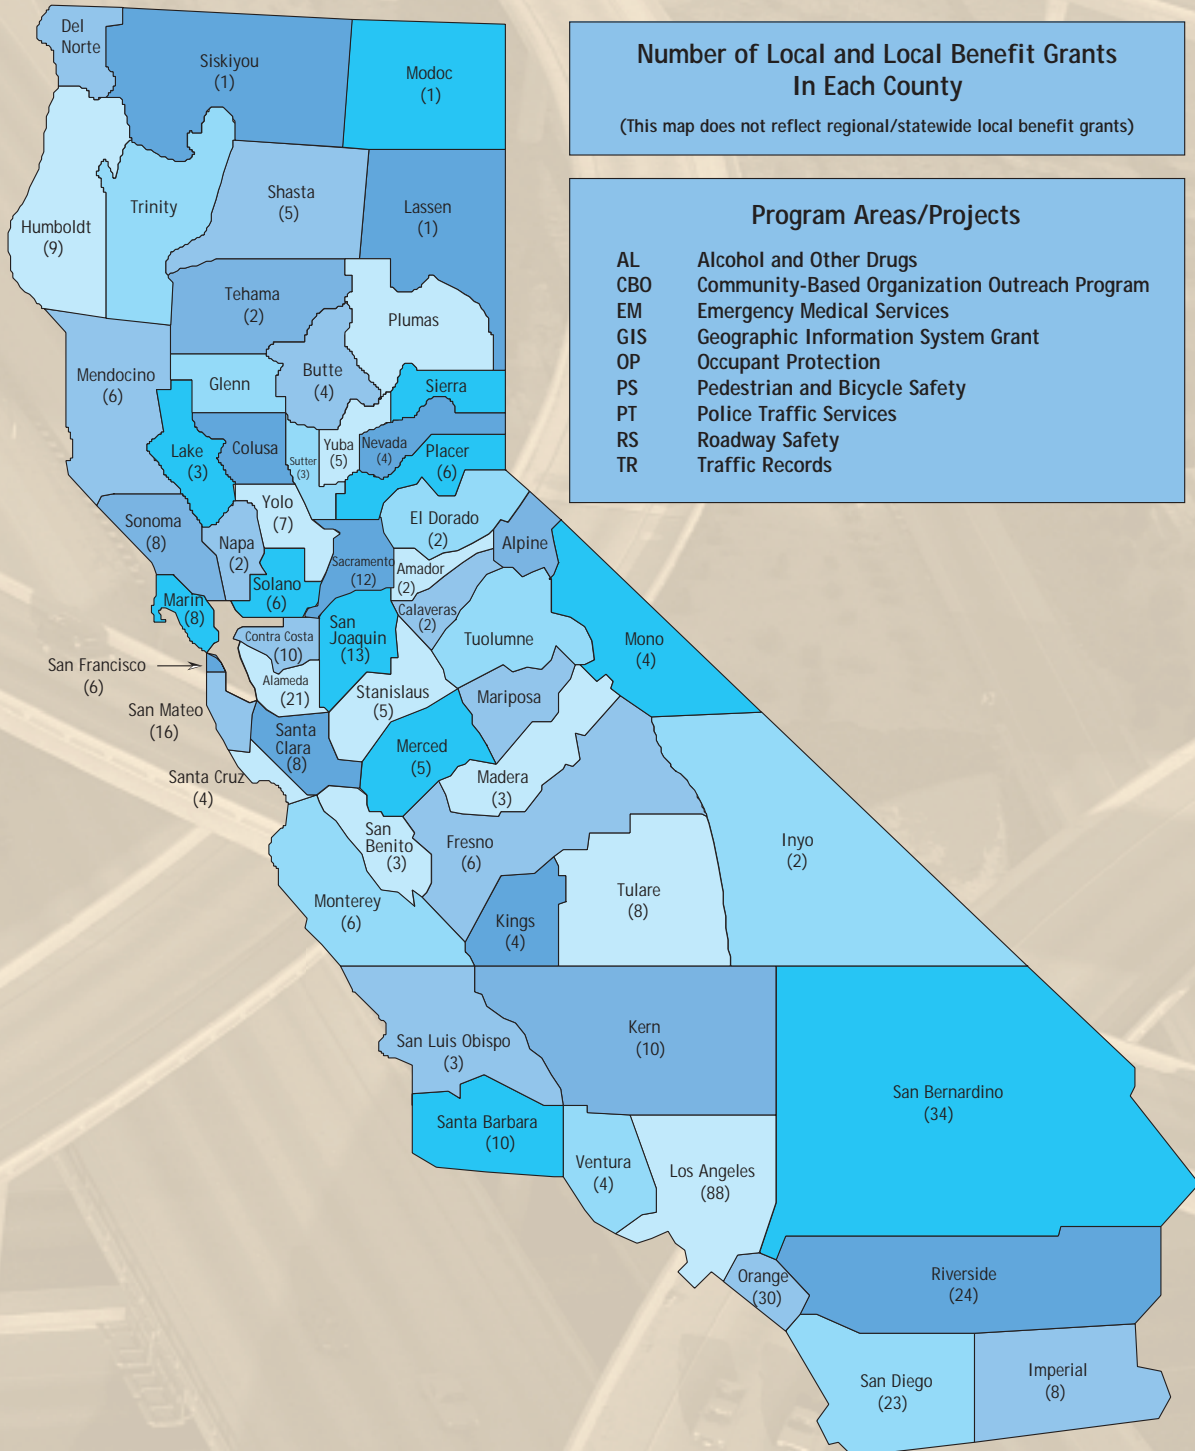 Number of Local and Local Benefit Grants
In Each County
(This map does not reflect regional/statewide local benefit grants)
Program Areas/Projects
AL Alcohol and Other Drugs
CBO Community-Based Organization Outreach Program
EM Emergency Medical Services
GIS Geographic Information System Grant
OP Occupant Protection
PS Pedestrian and Bicycle Safety
PT Police Traffic Services
RS Roadway Safety
TR Traffic Records
Del
Norte
Siskiyou
(1)
Modoc
(1)
Humboldt
(9)
Trinity
Shasta
(5)
Lassen
(1)
Tehama
(2)
Plumas
Mendocino
(6)
Glenn
Butte
(4)
Sierra
Lake
(3)
Colusa
Sutter
(3)
Yuba
(5)
Nevada
(4)
Placer
(6)
Sonoma
(8)
Napa
(2)
Yolo
(7)
El Dorado
(2)
Alpine
Marin
(8)
Solano
(6)
Sacramento
(12)
Amador
(2)
Calaveras
(2)
Contra Costa
(10)
San
Joaquin
(13)
Tuolumne
Mono
(4)
San Francisco
(6)
Alameda
(21)
Stanislaus
(5)
Mariposa
San Mateo
(16)
Santa
Clara
(8)
Merced
(5)
Madera
(3)
Santa Cruz
(4)
San
Benito
(3)
Fresno
(6)
Inyo
(2)
Monterey
(6)
Kings
(4)
Tulare
(8)
San Luis Obispo
(3)
Kern
(10)
San Bernardino
(34)
Santa Barbara
(10)
Ventura
(4)
Los Angeles
(88)
Orange
(30)
Riverside
(24)
San Diego
(23)
Imperial
(8)